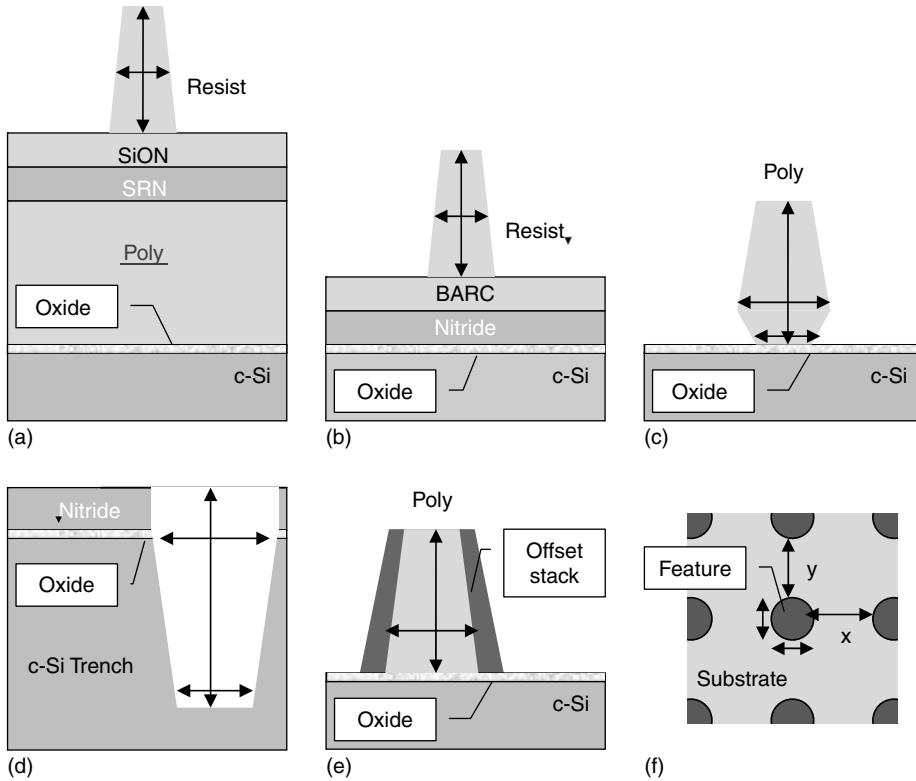 Resist
SiON
SRN
Poly
Oxide
c-Si
(a)
Resist
BARC
Nitride
Oxide
c-Si
(b)
Poly
Oxide
c-Si
(c)
Nitride
Oxide
c-Si Trench
(d)
Poly
Offset
stack
Oxide
c-Si
(e)
Feature
y
x
Substrate
(f)